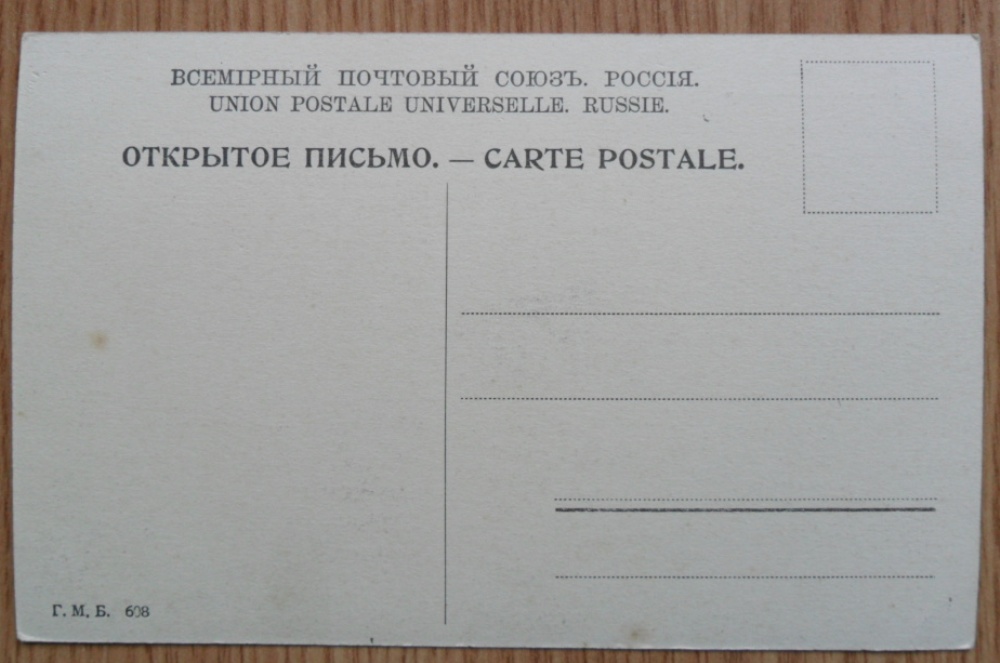 ВСЕМІРНЫЙ ПОЧТОВЫЙ СОЮЗЪ. РОССІЯ.
UNION POSTALE UNIVERSELLE. RUSSIE.
ОТКРЫТОЕ ПИСЬМО. — CARTE POSTALE.
Г. М. Б. 608